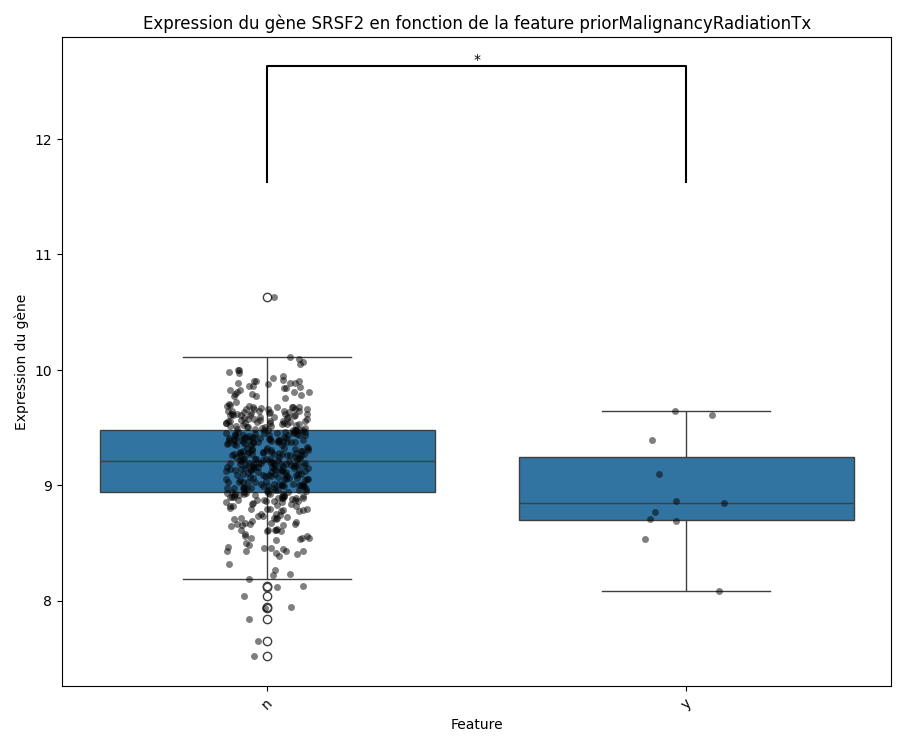 Expression du gène SRSF2 en fonction de la feature priorMalignancyRadiationTx
*
12
11
10
9
8
Expression du gène
n
y
Feature